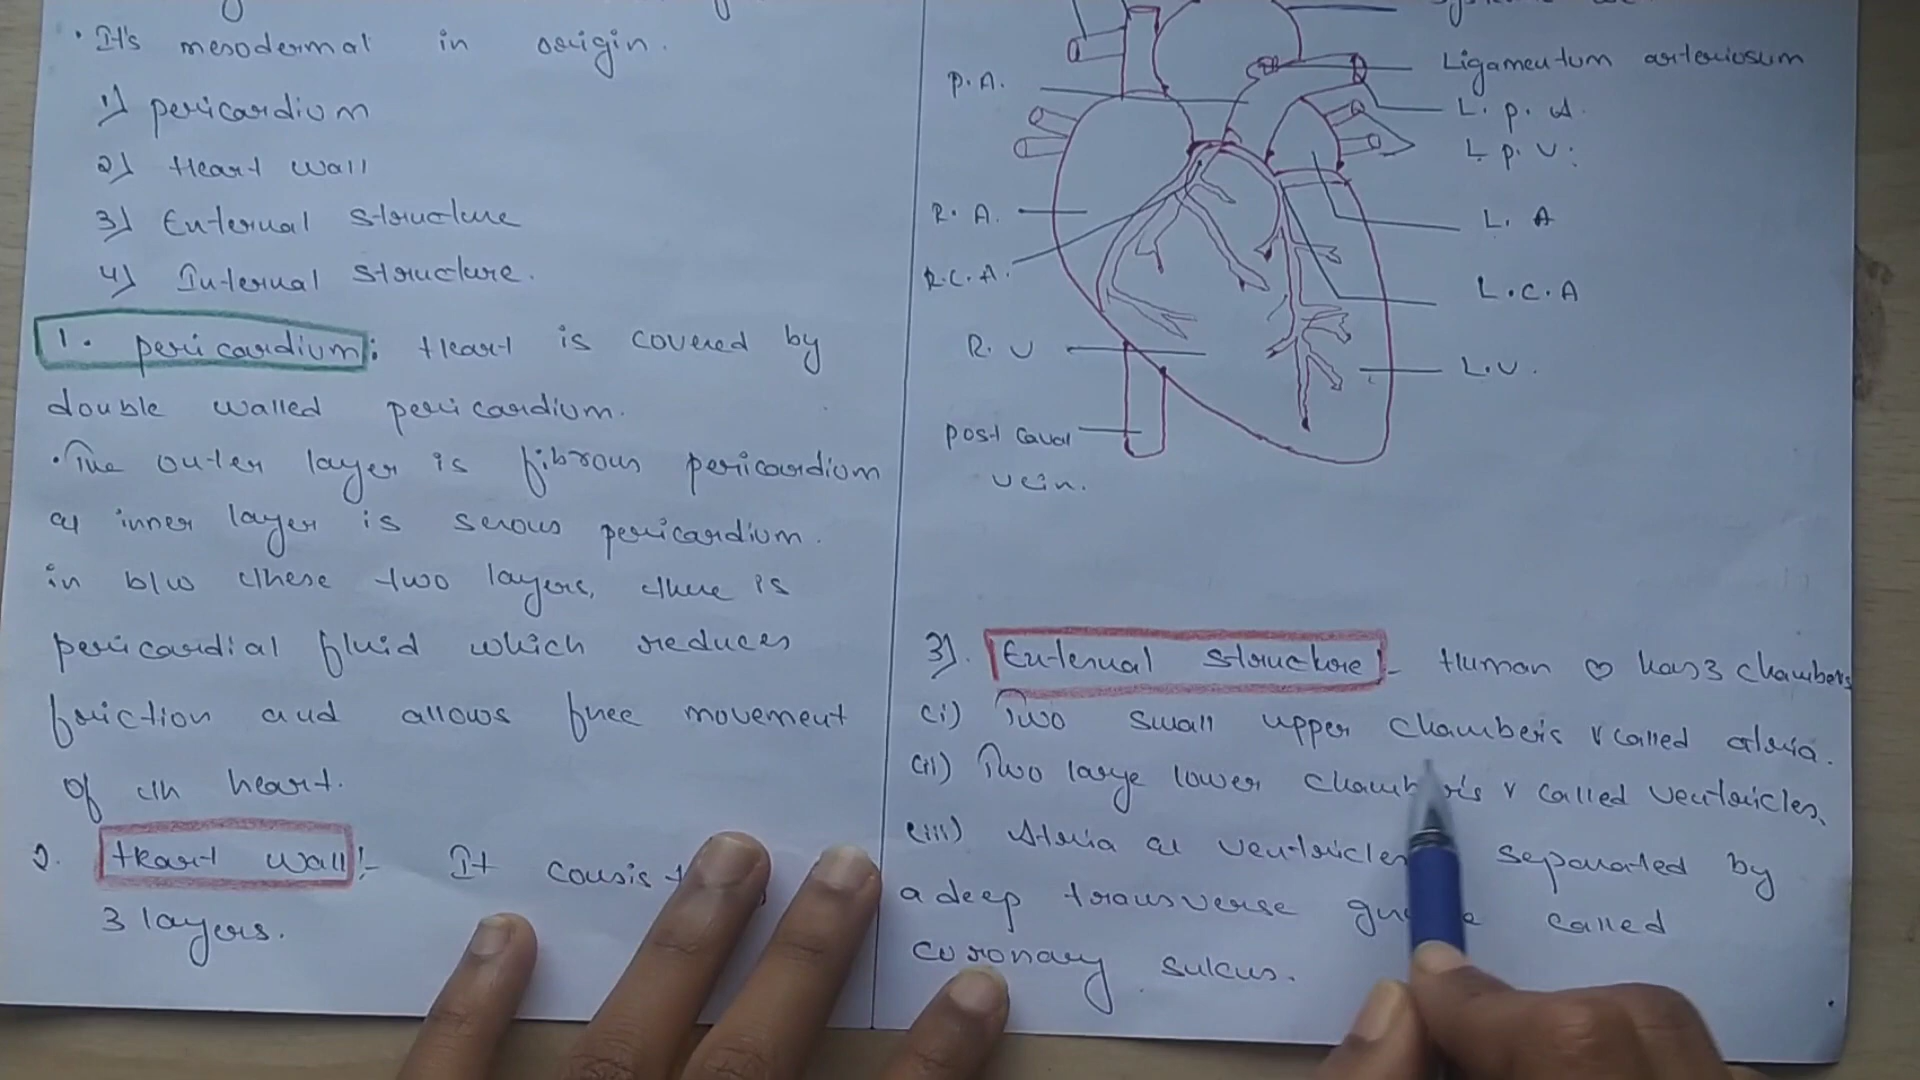 · It's mesodermal in origin.
1) pericardium
2) Heart wall
3) External structure
4) Internal structure.
1. pericardium: Heart is covered by
double walled pericardium.
· The outer layer is fibrous pericardium
inner layer is serous pericardium.
in b/w these two layers, there is
pericardial fluid which reduces
friction and allows free movement
of heart.
2. Heart wall:- It consist
3 layers.
Ligamentum arteriosum
P.A.
L.P.A.
L P.V.
R.A.
L.A
R.C.A.
L.C.A
R.V
L.V.
post caval
vein.
3). External structure:- Human ♡ has 3 chambers
(i) Two small upper chambers called atria.
(ii) Two large lower called ventricles,
(iii) Atria separated by
a deep transverse called
coronary sulcus.